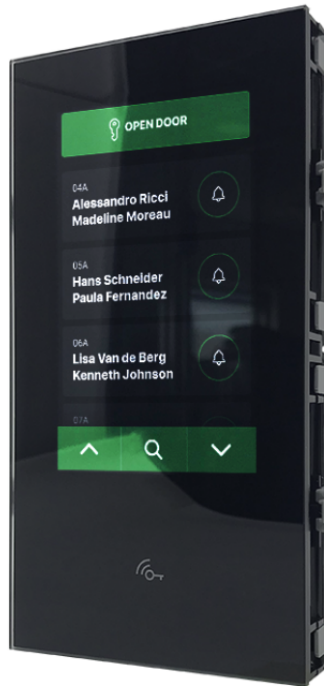 OPEN DOOR
04A
Alessandro Ricci
Madeline Moreau
05A
Hans Schneider
Paula Fernandez
06A
Lisa Van de Berg
Kenneth Johnson
07A